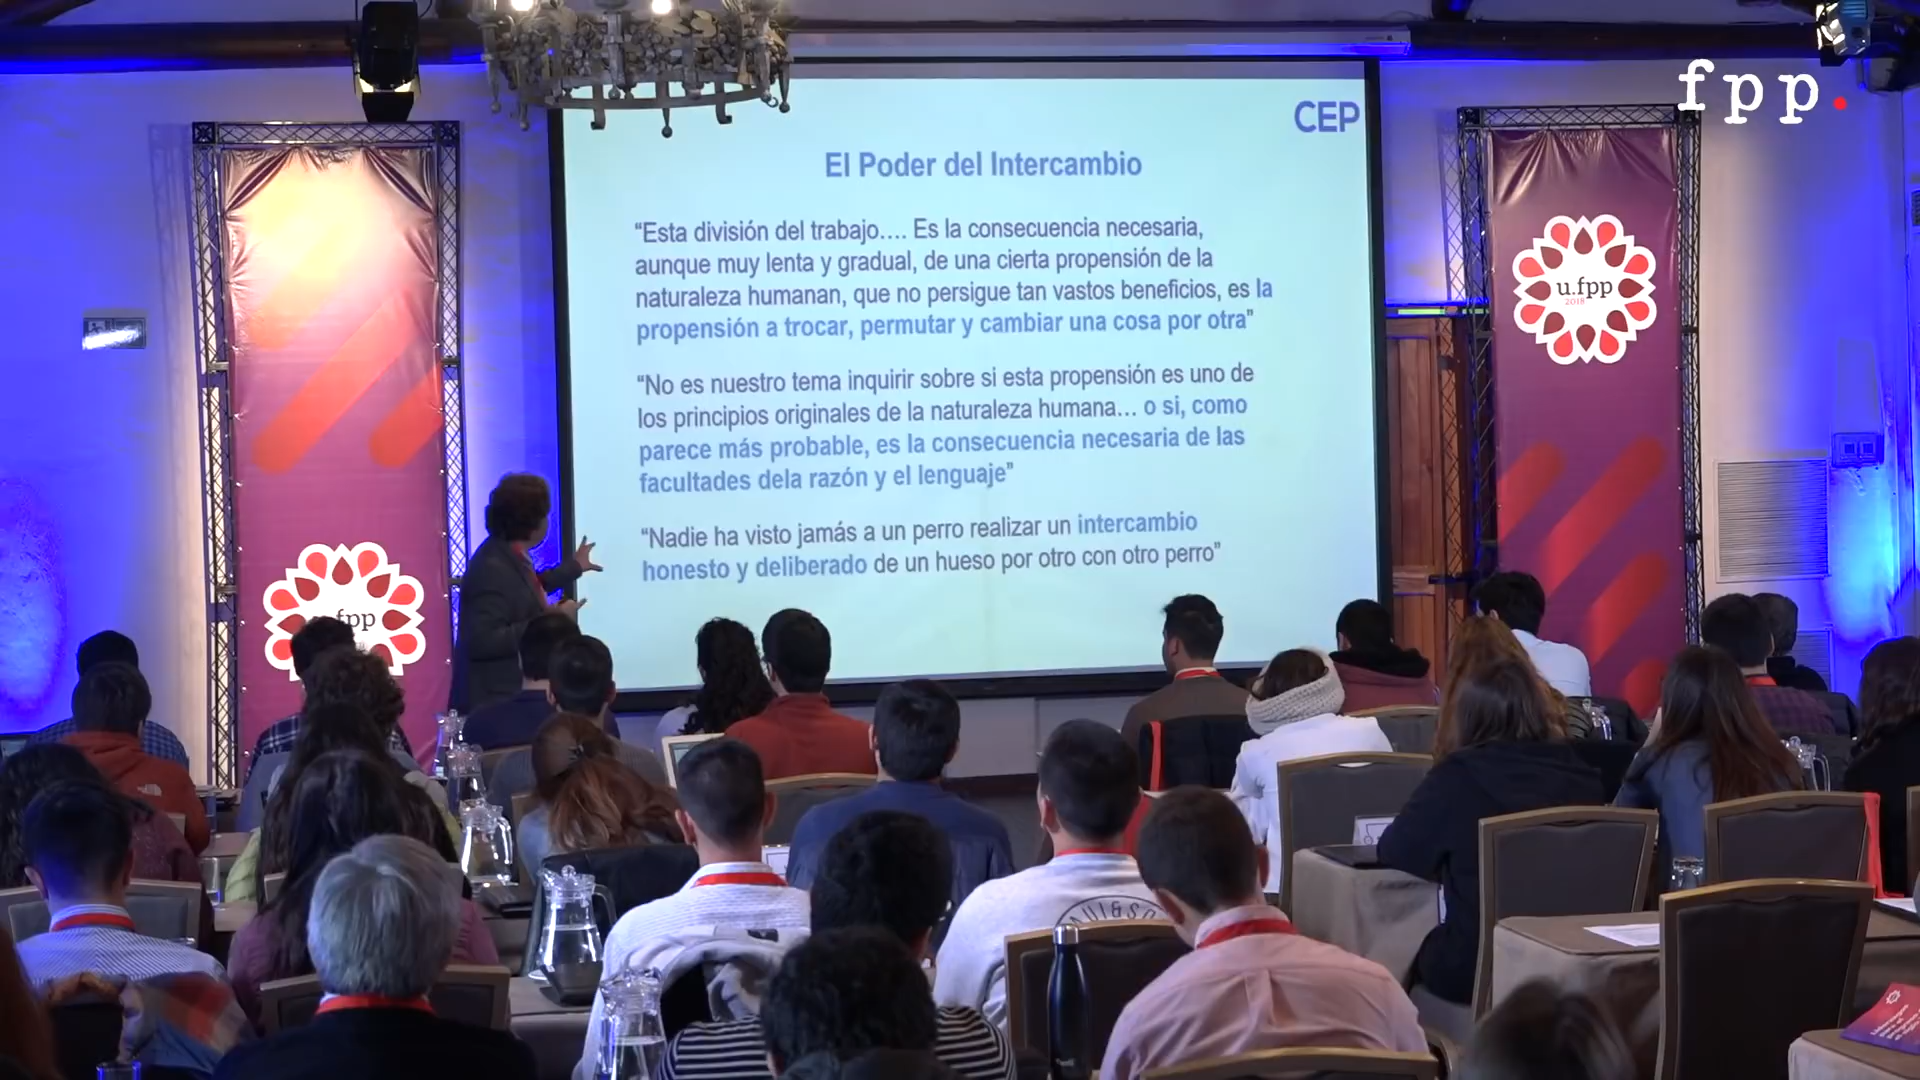 fpp.
CEP
El Poder del Intercambio
“Esta división del trabajo…. Es la consecuencia necesaria,
aunque muy lenta y gradual, de una cierta propensión de la
naturaleza humanan, que no persigue tan vastos beneficios, es la
propensión a trocar, permutar y cambiar una cosa por otra”
“No es nuestro tema inquirir sobre si esta propensión es uno de
los principios originales de la naturaleza humana… o si, como
parece más probable, es la consecuencia necesaria de las
facultades dela razón y el lenguaje”
“Nadie ha visto jamás a un perro realizar un intercambio
honesto y deliberado de un hueso por otro con otro perro”
u.fpp
2018
fpp